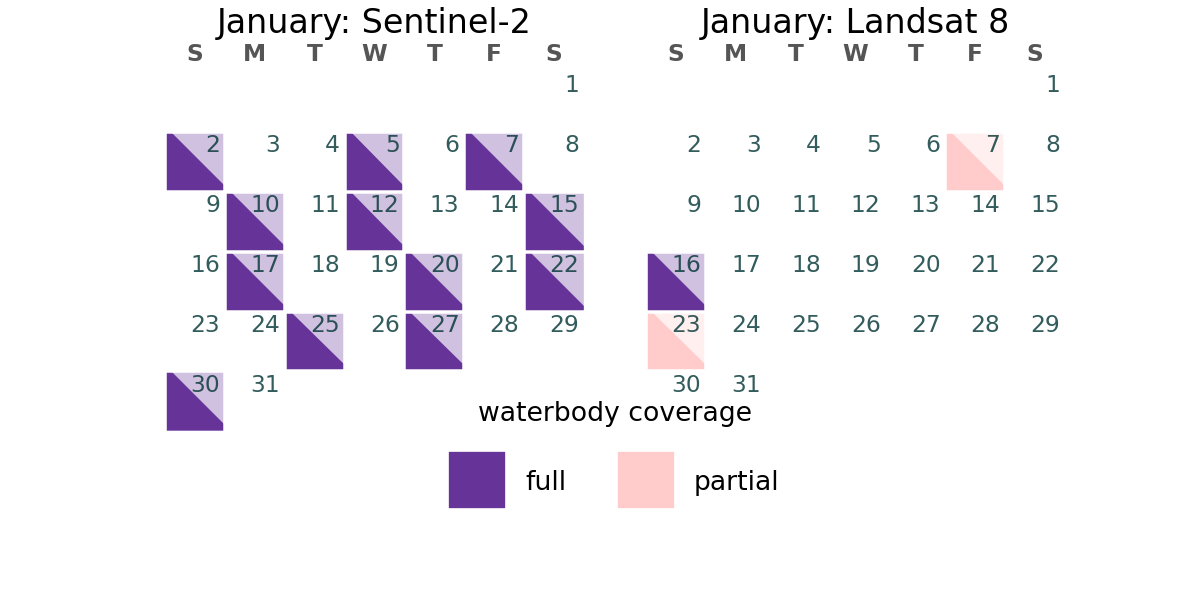 January: Sentinel-2
S M T W T F S
1
2 3 4 5 6 7 8
9 10 11 12 13 14 15
16 17 18 19 20 21 22
23 24 25 26 27 28 29
30 31
January: Landsat 8
S M T W T F S
1
2 3 4 5 6 7 8
9 10 11 12 13 14 15
16 17 18 19 20 21 22
23 24 25 26 27 28 29
30 31
waterbody coverage
full partial